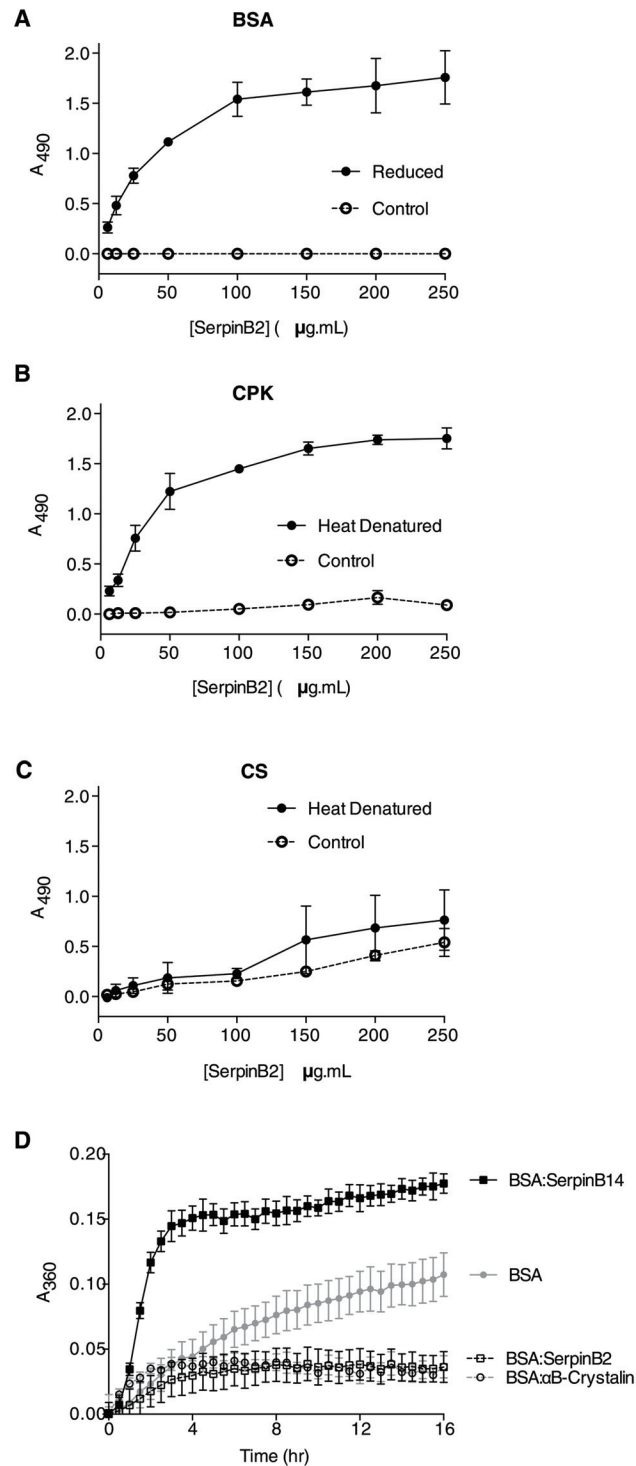 A
BSA
2.0
1.5
1.0
0.5
0.0
A490
Reduced
Control
0
50
100
150
200
250
[SerpinB2] ( µg.mL)
B
CPK
2.0
1.5
1.0
0.5
0.0
A490
Heat Denatured
Control
0
50
100
150
200
250
[SerpinB2] ( µg.mL)
C
CS
2.0
1.5
1.0
0.5
0.0
A490
Heat Denatured
Control
0
50
100
150
200
250
[SerpinB2] µg.mL
D
0.20
0.15
0.10
0.05
0.00
A360
BSA:SerpinB14
BSA
BSA:SerpinB2
BSA:αB-Crystalin
0
4
8
12
16
Time (hr)